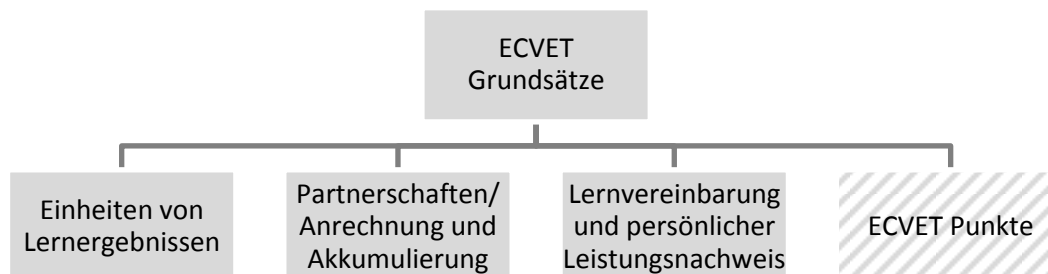 ECVET
Grundsätze
Einheiten von
Lernergebnissen
Partnerschaften/
Anrechnung und
Akkumulierung
Lernvereinbarung
und persönlicher
Leistungsnachweis
ECVET Punkte